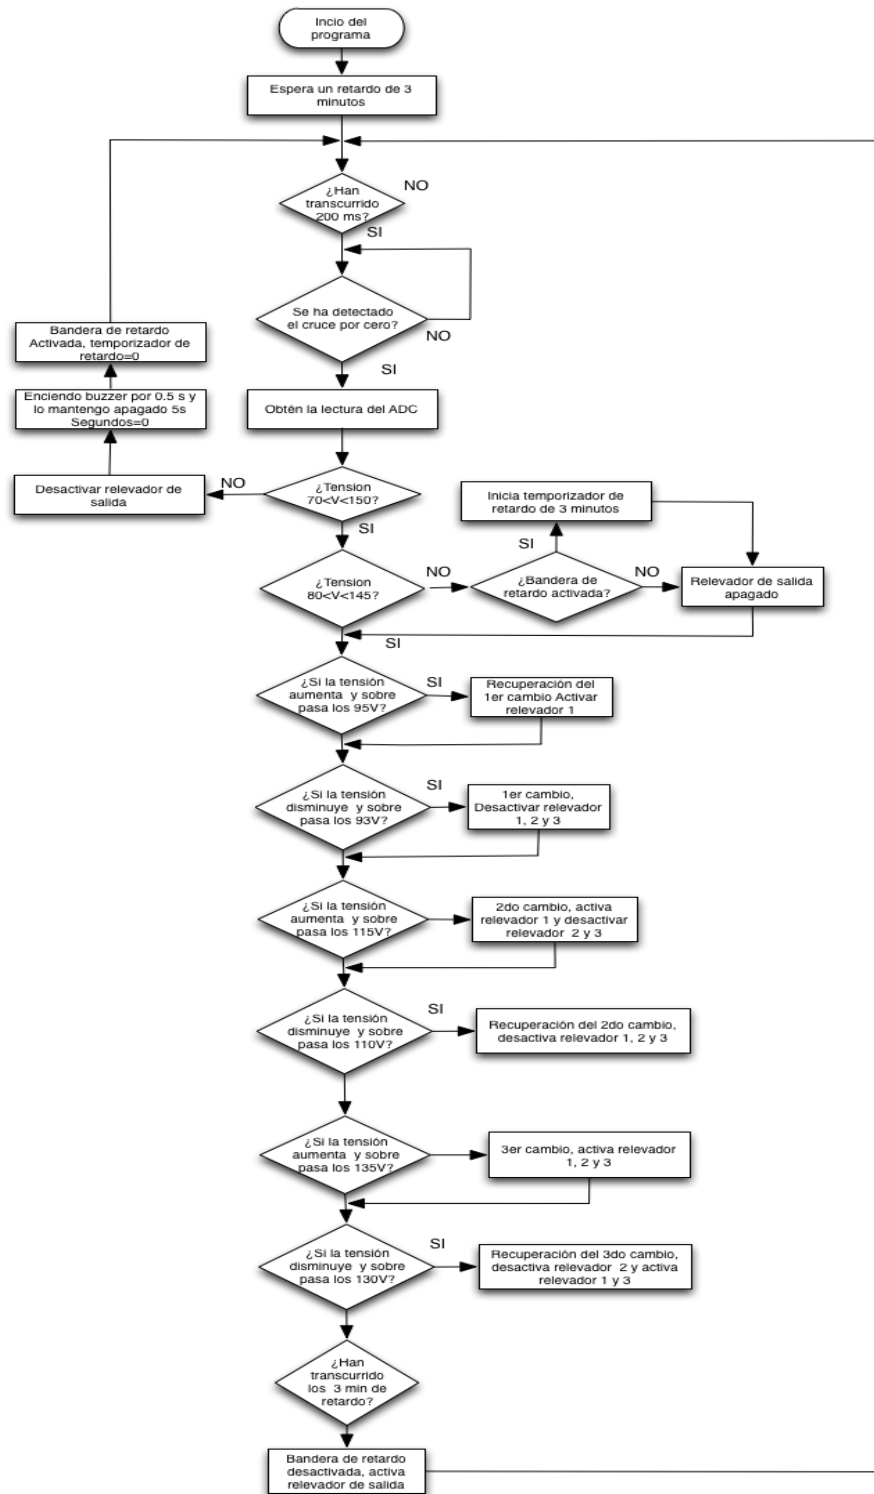 Incio del
programa
Espera un retardo de 3
minutos
¿Han
transcurrido
200 ms?
NO
SI
Se ha detectado
el cruce por cero?
NO
SI
Bandera de retardo
Activada, temporizador de
retardo=0
Enciendo buzzer por 0.5 s y
lo mantengo apagado 5s
Segundos=0
Obtén la lectura del ADC
Desactivar relevador de
salida
NO
¿Tension
70<V<150?
SI
Inicia temporizador de
retardo de 3 minutos
SI
¿Tension
80<V<145?
NO
¿Bandera de
retardo activada?
NO
Relevador de salida
apagado
SI
¿Si la tensión
aumenta y sobre
pasa los 95V?
SI
Recuperación del
1er cambio Activar
relevador 1
¿Si la tensión
disminuye y sobre
pasa los 93V?
SI
1er cambio,
Desactivar relevador
1, 2 y 3
¿Si la tensión
aumenta y sobre
pasa los 115V?
2do cambio, activa
relevador 1 y desactivar
relevador 2 y 3
¿Si la tensión
disminuye y sobre
pasa los 110V?
SI
Recuperación del 2do cambio,
desactiva relevador 1, 2 y 3
¿Si la tensión
aumenta y sobre
pasa los 135V?
3er cambio, activa relevador
1, 2 y 3
¿Si la tensión
disminuye y sobre
pasa los 130V?
SI
Recuperación del 3do cambio,
desactiva relevador 2 y activa
relevador 1 y 3
¿Han
transcurrido
los 3 min de
retardo?
Bandera de retardo
desactivada, activa
relevador de salida